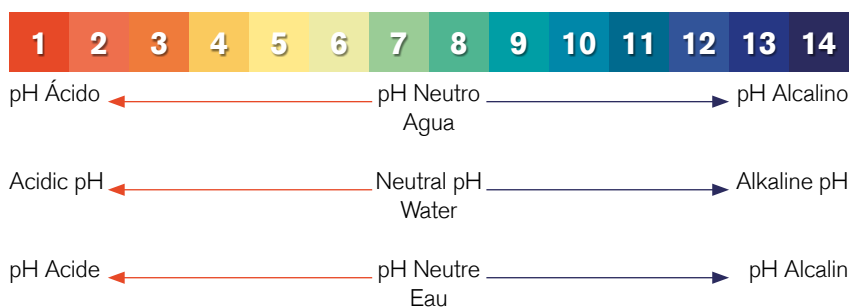 1 2 3 4 5 6 7 8 9 10 11 12 13 14
pH Ácido pH Neutro pH Alcalino
Agua
Acidic pH Neutral pH Alkaline pH
Water
pH Acide pH Neutre pH Alcalin
Eau